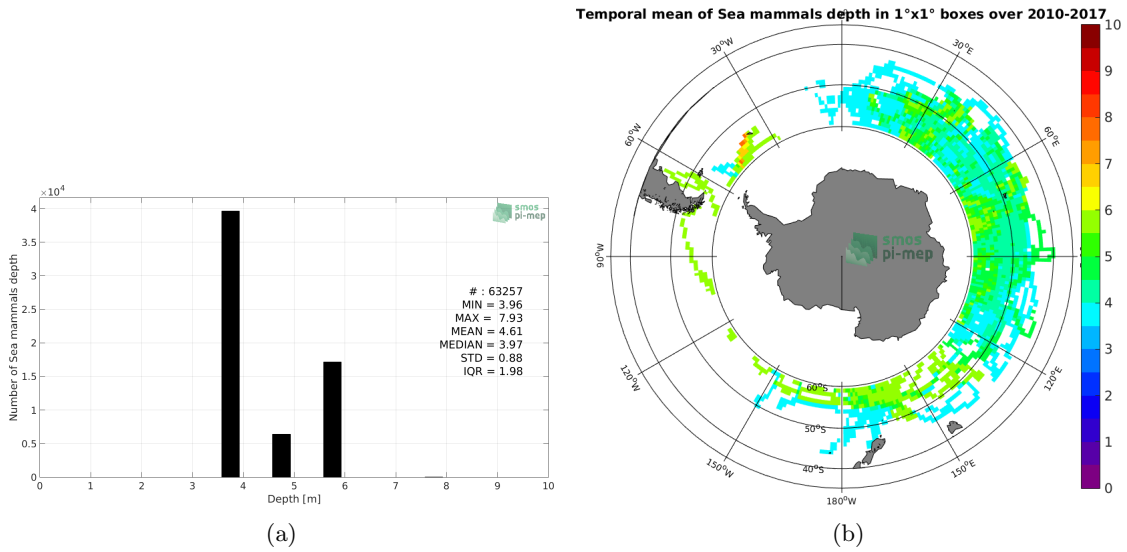 ×10⁴
4
3.5
3
2.5
2
1.5
1
0.5
0
Number of Sea mammals depth
smos
pi-mep
# : 63257
MIN = 3.96
MAX = 7.93
MEAN = 4.61
MEDIAN = 3.97
STD = 0.88
IQR = 1.98
0 1 2 3 4 5 6 7 8 9 10
Depth [m]
(a)
Temporal mean of Sea mammals depth in 1°x1° boxes over 2010-2017
30°W
30°E
60°W
60°E
90°W
120°W
120°E
150°W
150°E
180°W
60°S
50°S
40°S
smos
pi-mep
10
9
8
7
6
5
4
3
2
1
0
(b)